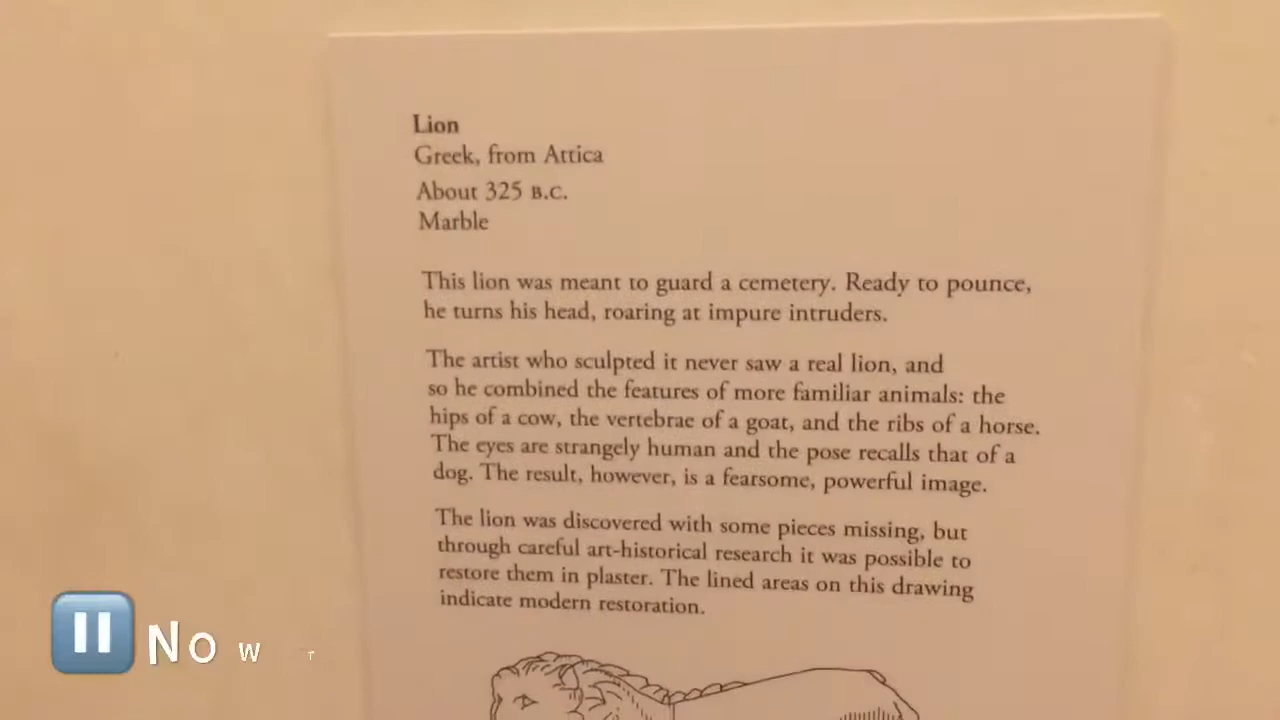 Lion
Greek, from Attica
About 325 B.C.
Marble
This lion was meant to guard a cemetery. Ready to pounce,
he turns his head, roaring at impure intruders.
The artist who sculpted it never saw a real lion, and
so he combined the features of more familiar animals: the
hips of a cow, the vertebrae of a goat, and the ribs of a horse.
The eyes are strangely human and the pose recalls that of a
dog. The result, however, is a fearsome, powerful image.
The lion was discovered with some pieces missing, but
through careful art-historical research it was possible to
restore them in plaster. The lined areas on this drawing
indicate modern restoration.
Now